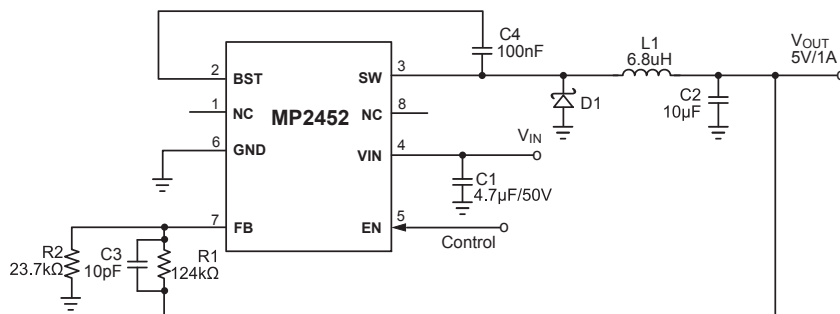 C4
100nF
L1
6.8uH
VOUT
5V/1A
2
BST
SW
3
1
NC
MP2452
NC
8
D1
C2
10µF
6
GND
VIN
4
VIN
C1
4.7µF/50V
7
FB
EN
5
Control
R2
23.7kΩ
C3
10pF
R1
124kΩ